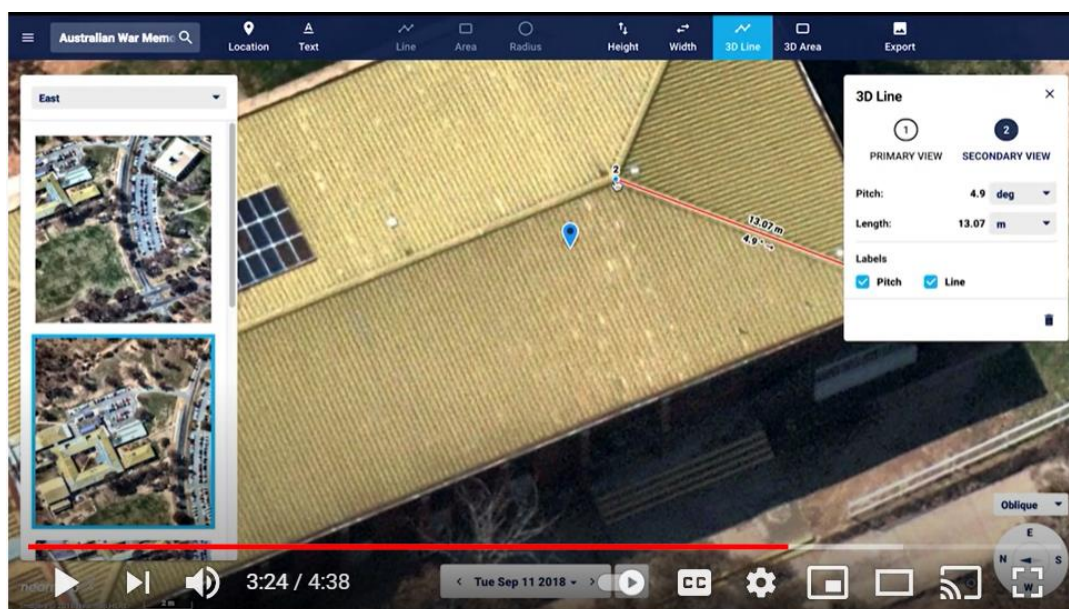 Australian War Memo
Location
Text
Line
Area
Radius
Height
Width
3D Line
3D Area
Export
East
3D Line
1
2
PRIMARY VIEW
SECONDARY VIEW
Pitch:
4.9 deg
Length:
13.07 m
Labels
Pitch
Line
2
13.07 m
4.9
Oblique
E
N
S
W
3:24 / 4:38
Tue Sep 11 2018
CC
2 m